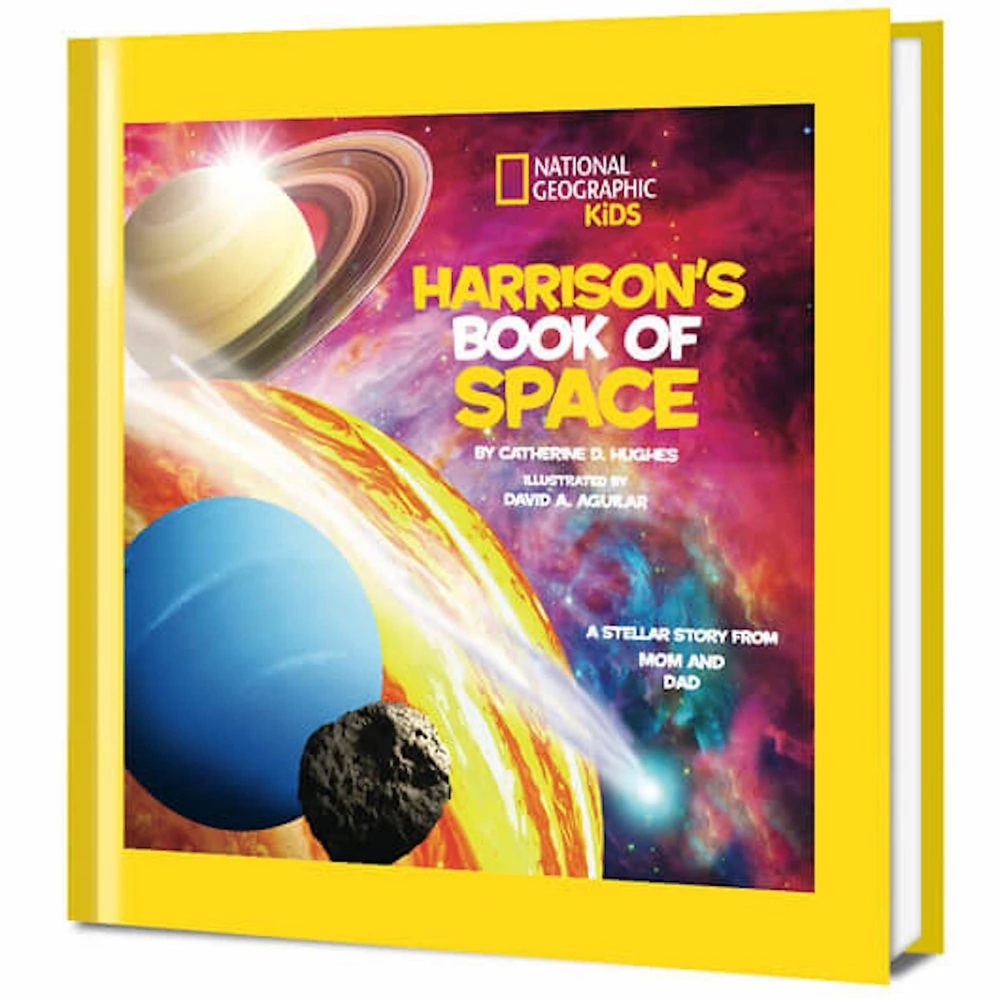 NATIONAL
GEOGRAPHIC
KiDS
HARRISON'S
BOOK OF
SPACE
BY CATHERINE D. HUGHES
ILLUSTRATED BY
DAVID A. AGUILAR
A STELLAR STORY FROM
MOM AND
DAD